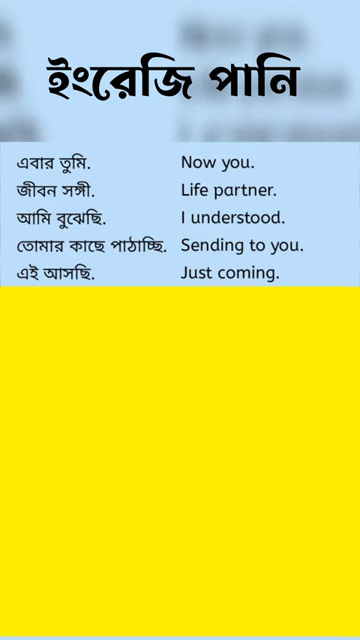 ইংরেজি পানি
এবার তুমি. Now you.
জীবন সঙ্গী. Life partner.
আমি বুঝেছি. I understood.
তোমার কাছে পাঠাচ্ছি. Sending to you.
এই আসছি. Just coming.